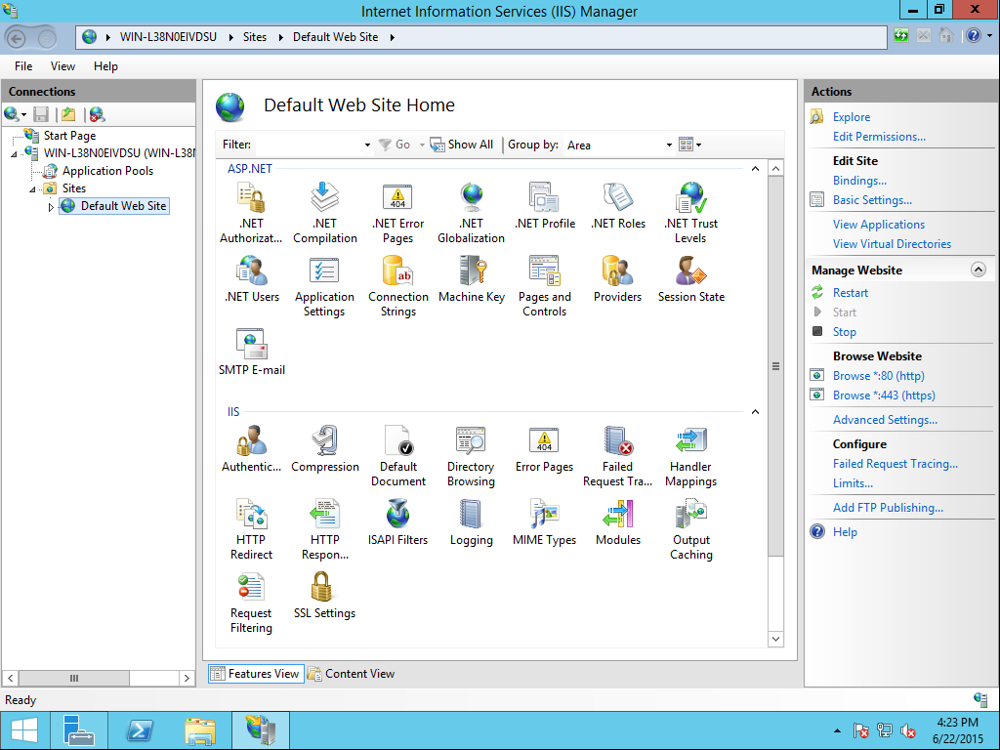 Internet Information Services (IIS) Manager
WIN-L38N0EIVDSU Sites Default Web Site
File View Help
Connections
Start Page
WIN-L38N0EIVDSU (WIN-L38N
Application Pools
Sites
Default Web Site
Default Web Site Home
Filter: Go Show All Group by: Area
ASP.NET
.NET Authorizat...
.NET Compilation
.NET Error Pages
.NET Globalization
.NET Profile
.NET Roles
.NET Trust Levels
.NET Users
Application Settings
Connection Strings
Machine Key
Pages and Controls
Providers
Session State
SMTP E-mail
IIS
Authentic...
Compression
Default Document
Directory Browsing
Error Pages
Failed Request Tra...
Handler Mappings
HTTP Redirect
HTTP Respon...
ISAPI Filters
Logging
MIME Types
Modules
Output Caching
Request Filtering
SSL Settings
Features View
Content View
Actions
Explore
Edit Permissions...
Edit Site
Bindings...
Basic Settings...
View Applications
View Virtual Directories
Manage Website
Restart
Start
Stop
Browse Website
Browse *:80 (http)
Browse *:443 (https)
Advanced Settings...
Configure
Failed Request Tracing...
Limits...
Add FTP Publishing...
Help
Ready
4:23 PM
6/22/2015